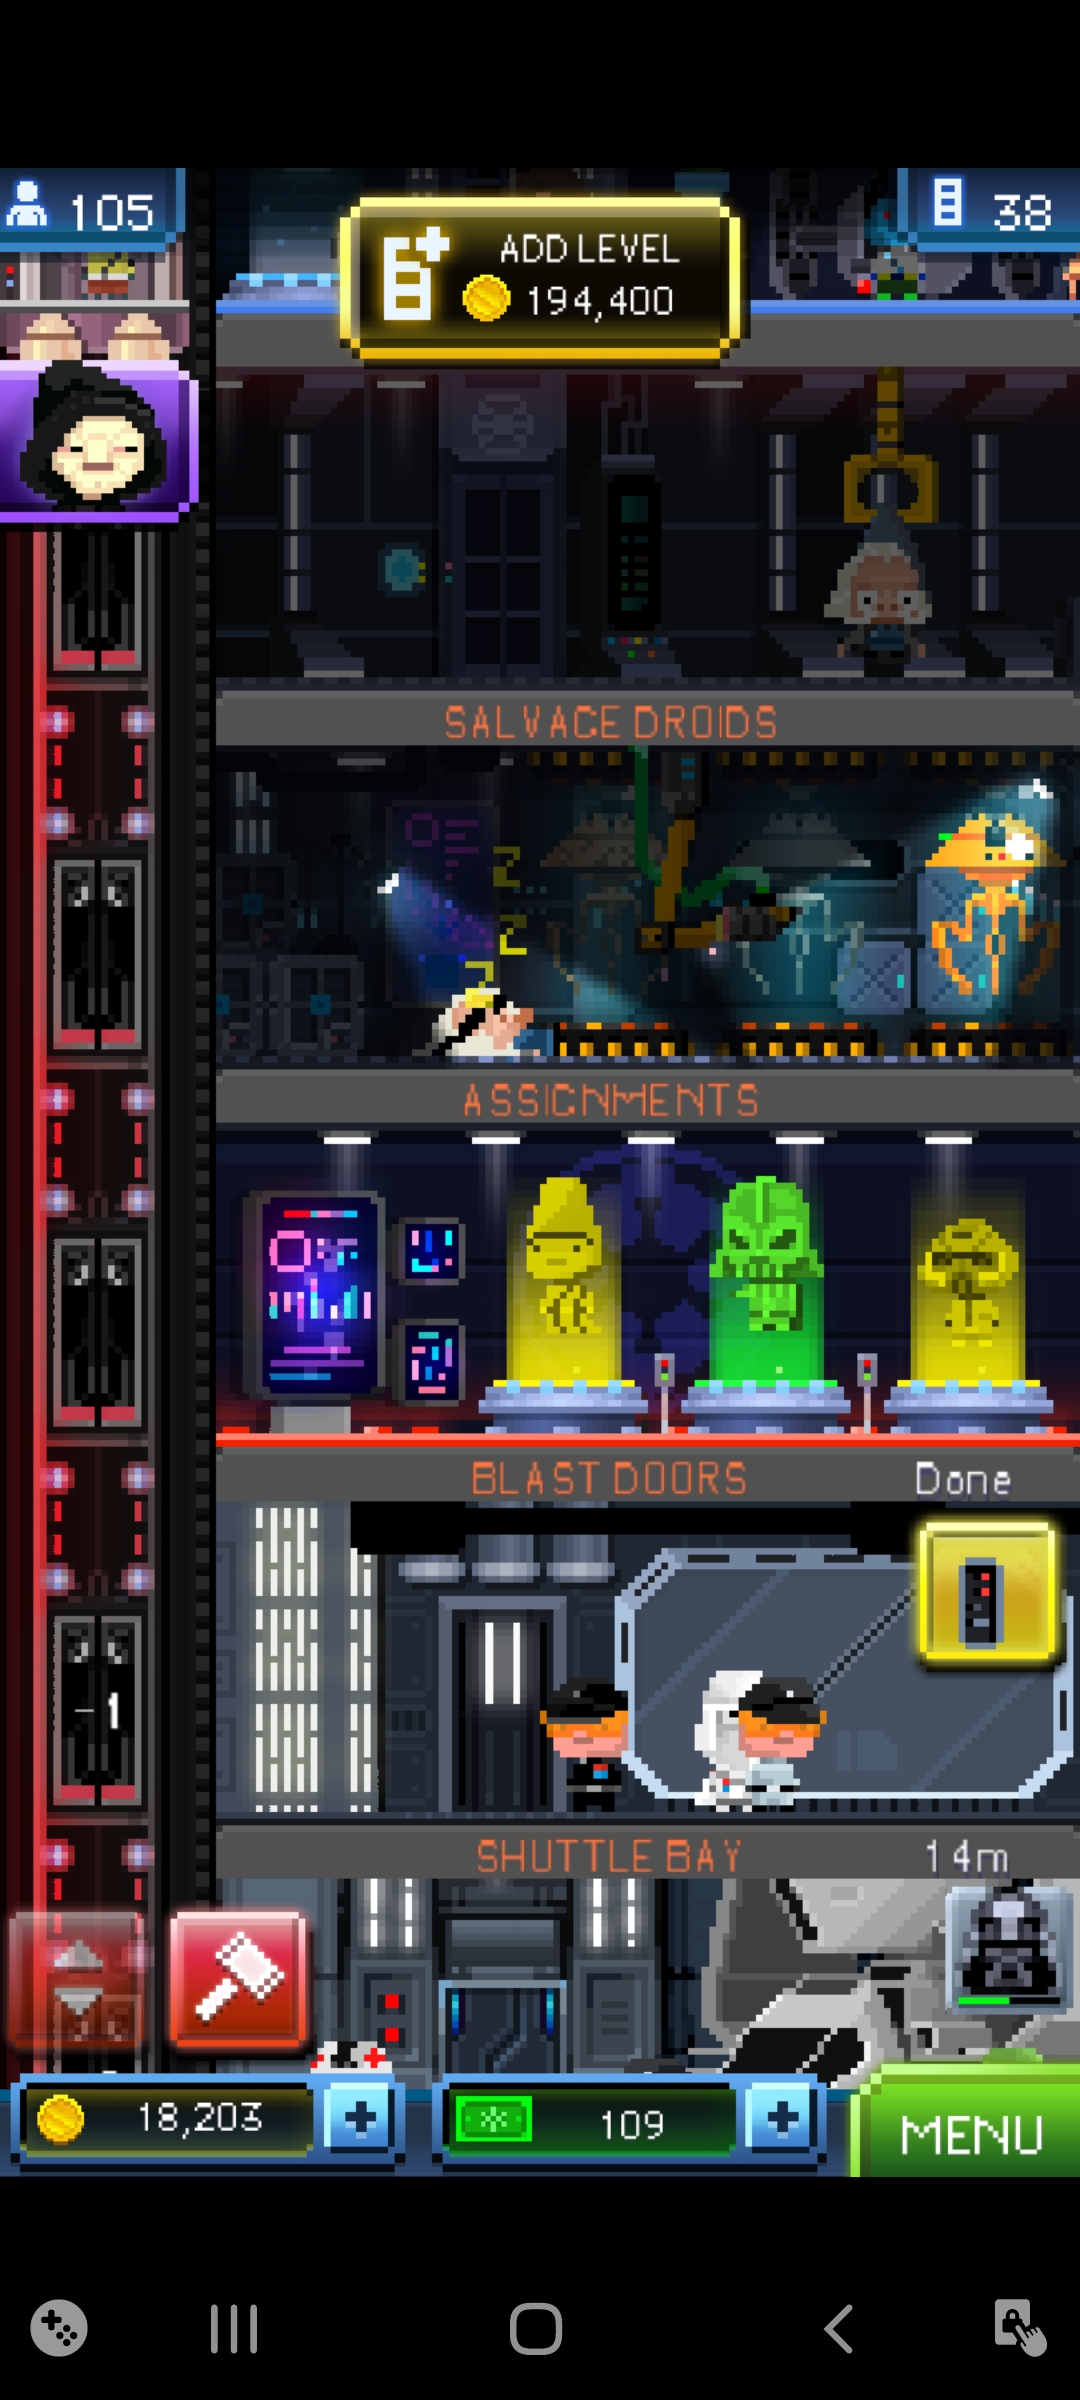 105
ADD LEVEL
194,400
38
SALVAGE DROIDS
Z
Z
Z
ASSIGNMENTS
BLAST DOORS
Done
-1
SHUTTLE BAY
14m
18,203
109
MENU